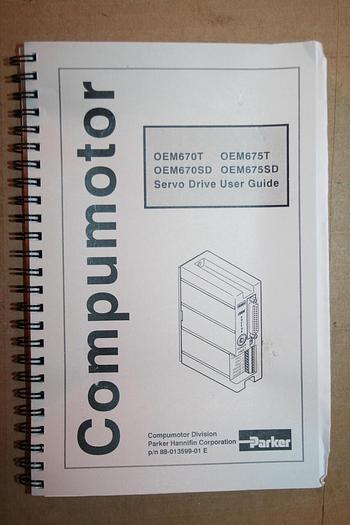 Compumotor
OEM670T OEM675T
OEM670SD OEM675SD
Servo Drive User Guide
Compumotor Division
Parker Hannifin Corporation
p/n 88-013599-01 E
Parker